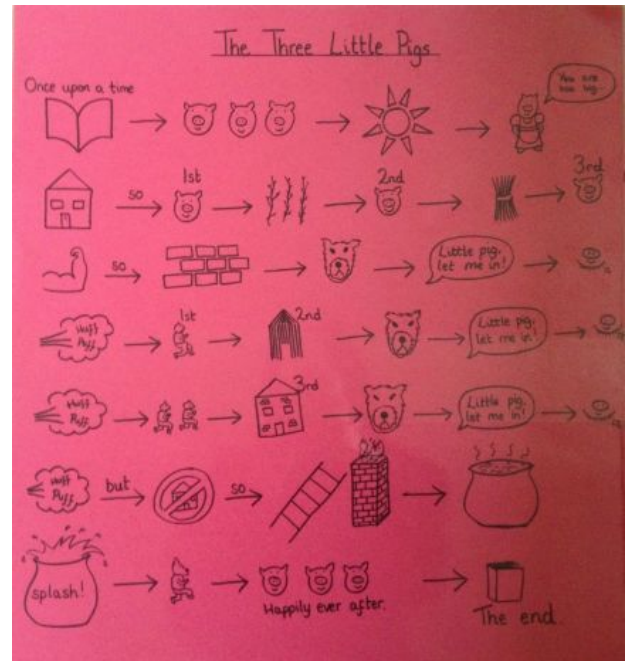 The Three Little Pigs
Once upon a time
You are
too big...
so
1st
2nd
3rd
so
Little pig,
let me in!
Huff
Puff
1st
2nd
Little pig,
let me in!
Huff
Puff
3rd
Little pig,
let me in!
Huff
Puff
but
so
splash!
Happily ever after.
The end.